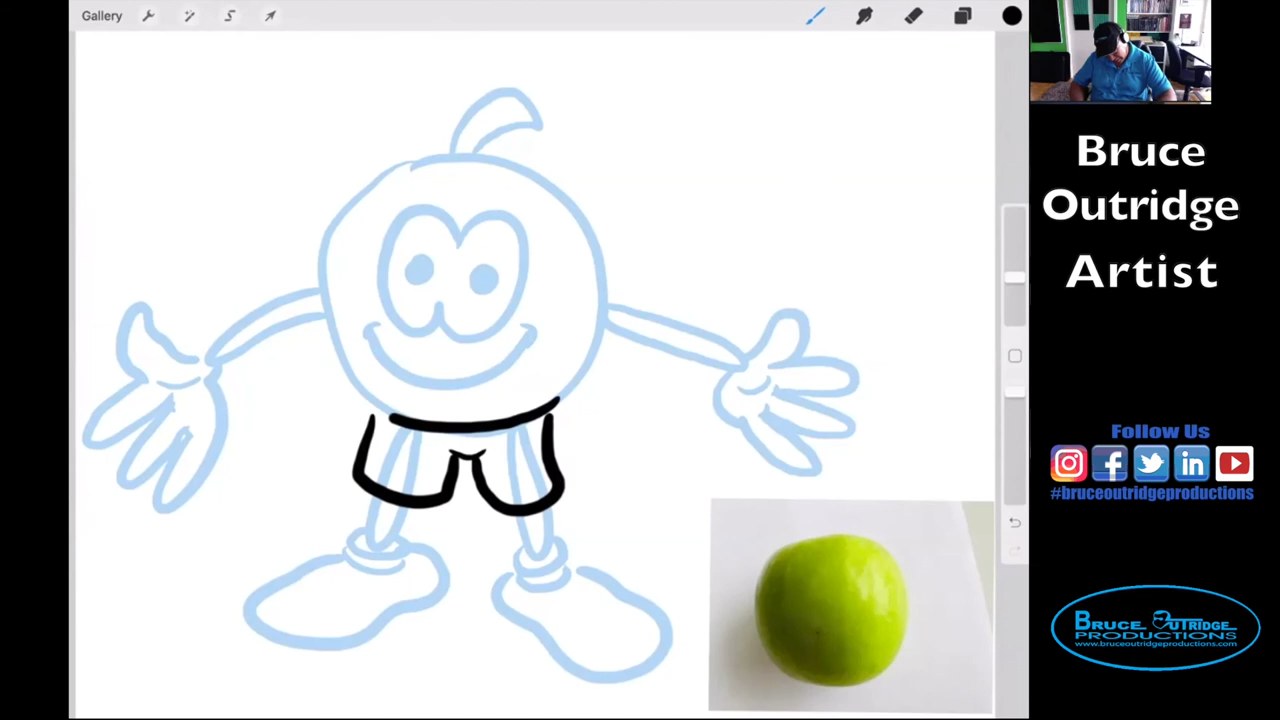 Gallery
Bruce
Outridge
Artist
Follow Us
#bruceoutridgeproductions
BRUCE OUTRIDGE
PRODUCTIONS
www.bruceoutridgeproductions.com